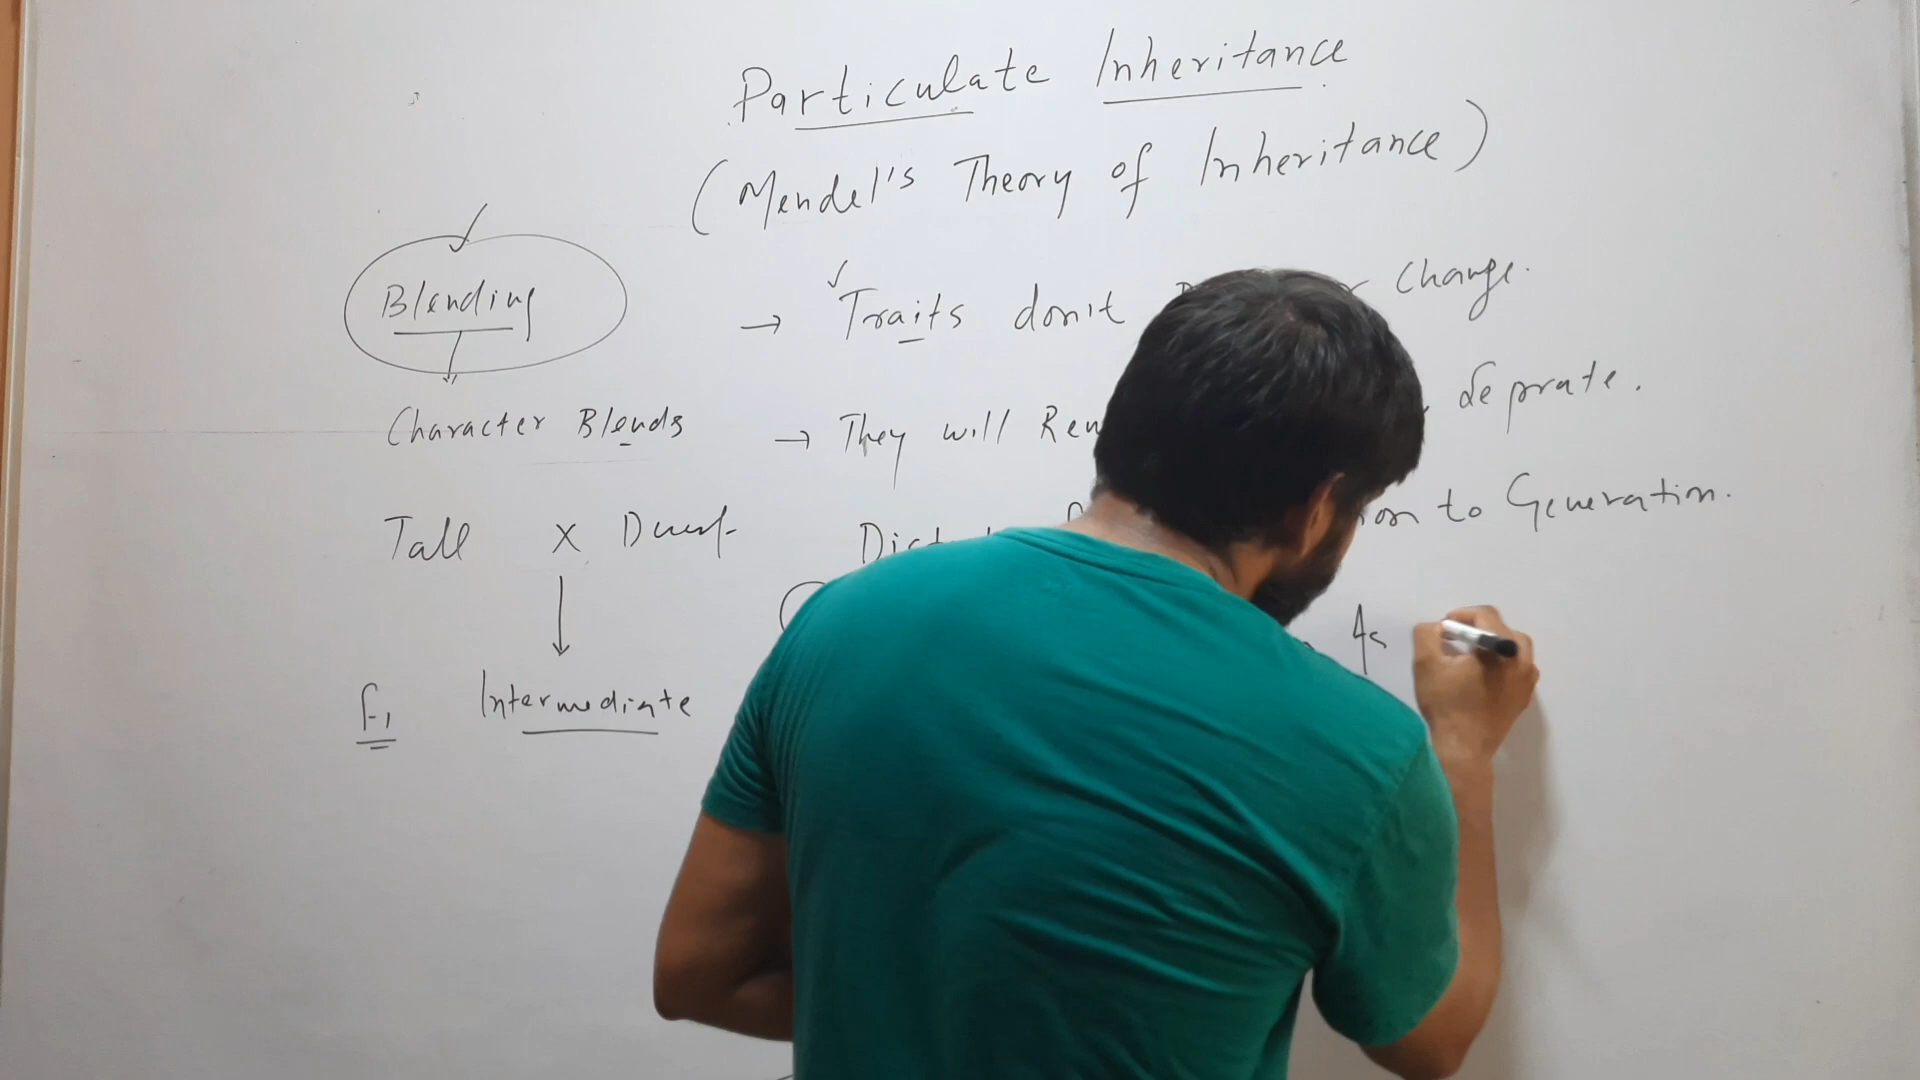 Particulate Inheritance
(Mendel's Theory of Inheritance)
Blending
→ Traits don't change.
Character Blends
→ They will seprate.
Tall X Dwarf
to Generation.
F1 Intermediate
As